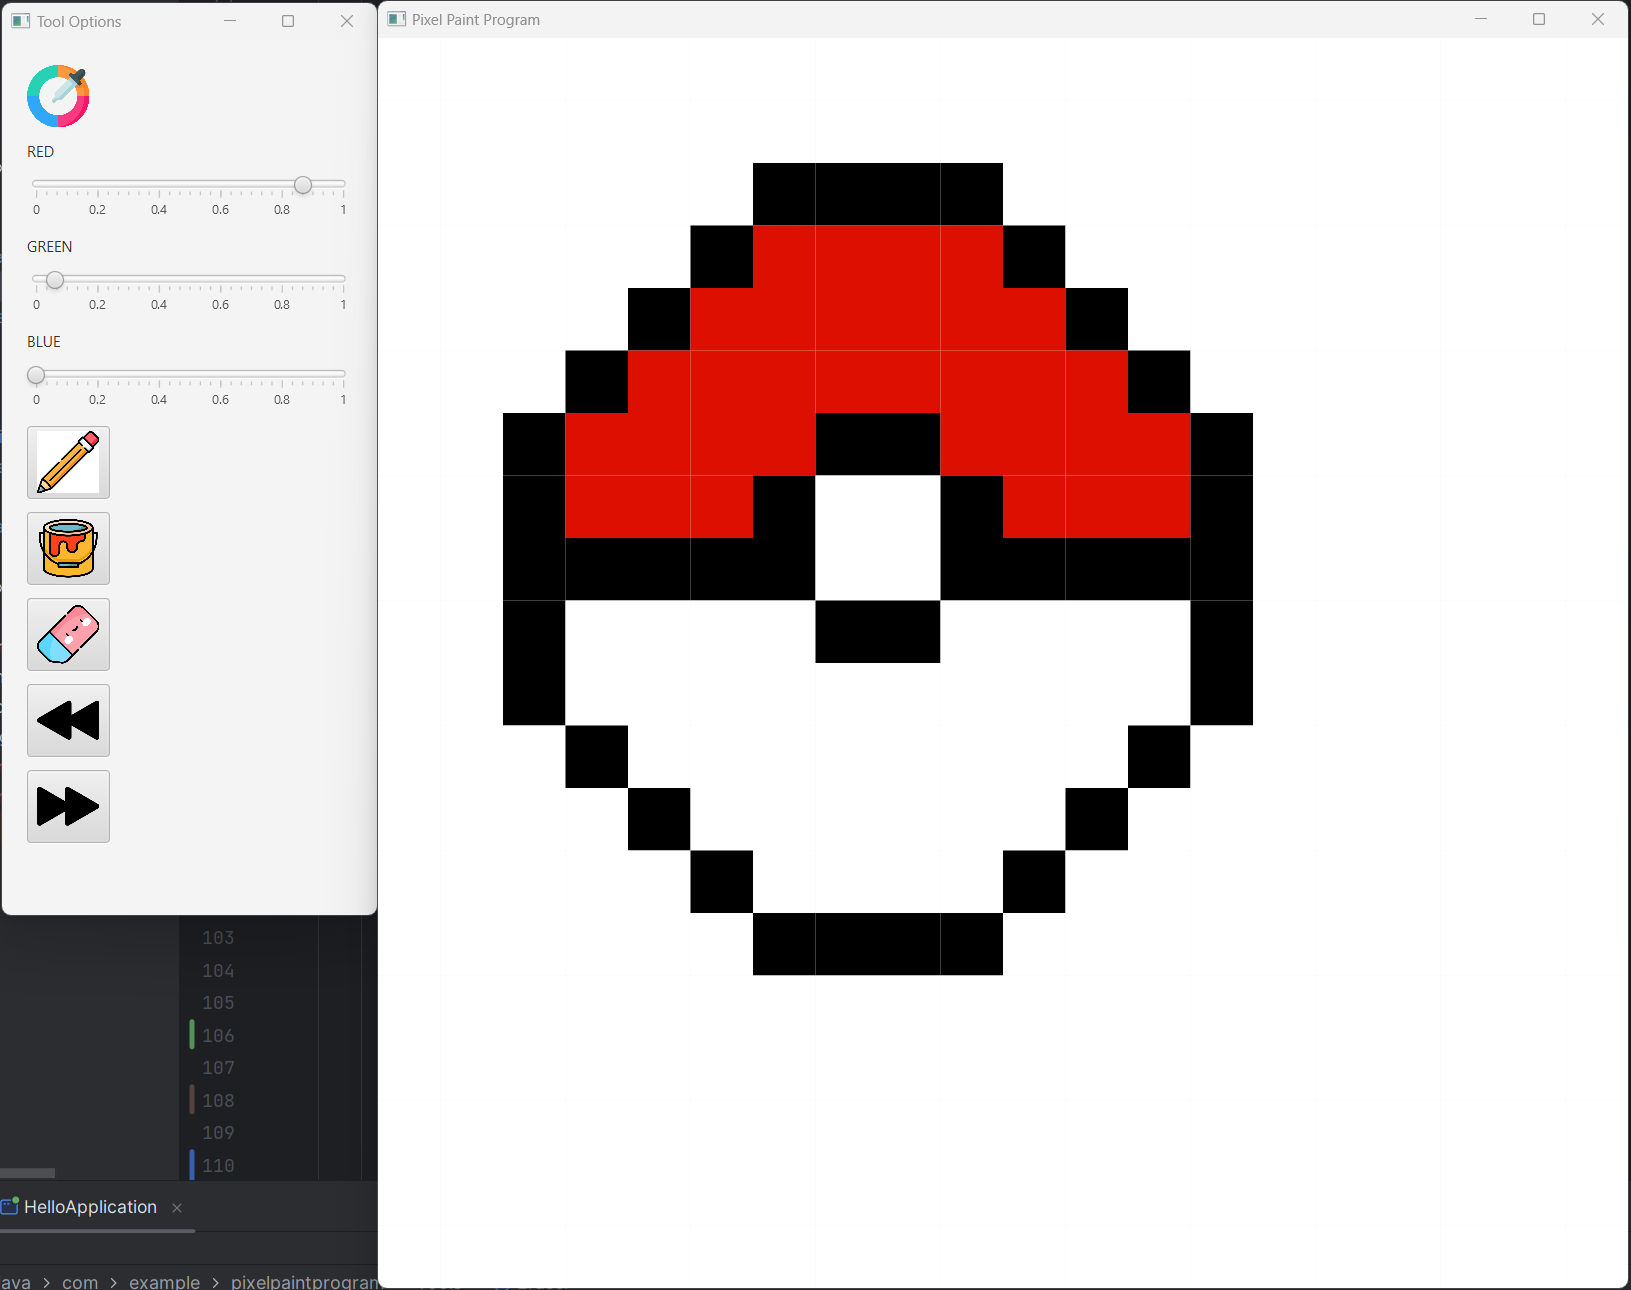 Tool Options
Pixel Paint Program
RED
0 0.2 0.4 0.6 0.8 1
GREEN
0 0.2 0.4 0.6 0.8 1
BLUE
0 0.2 0.4 0.6 0.8 1
103
104
105
106
107
108
109
110
HelloApplication
ava > com > example > pixelpaintprogram